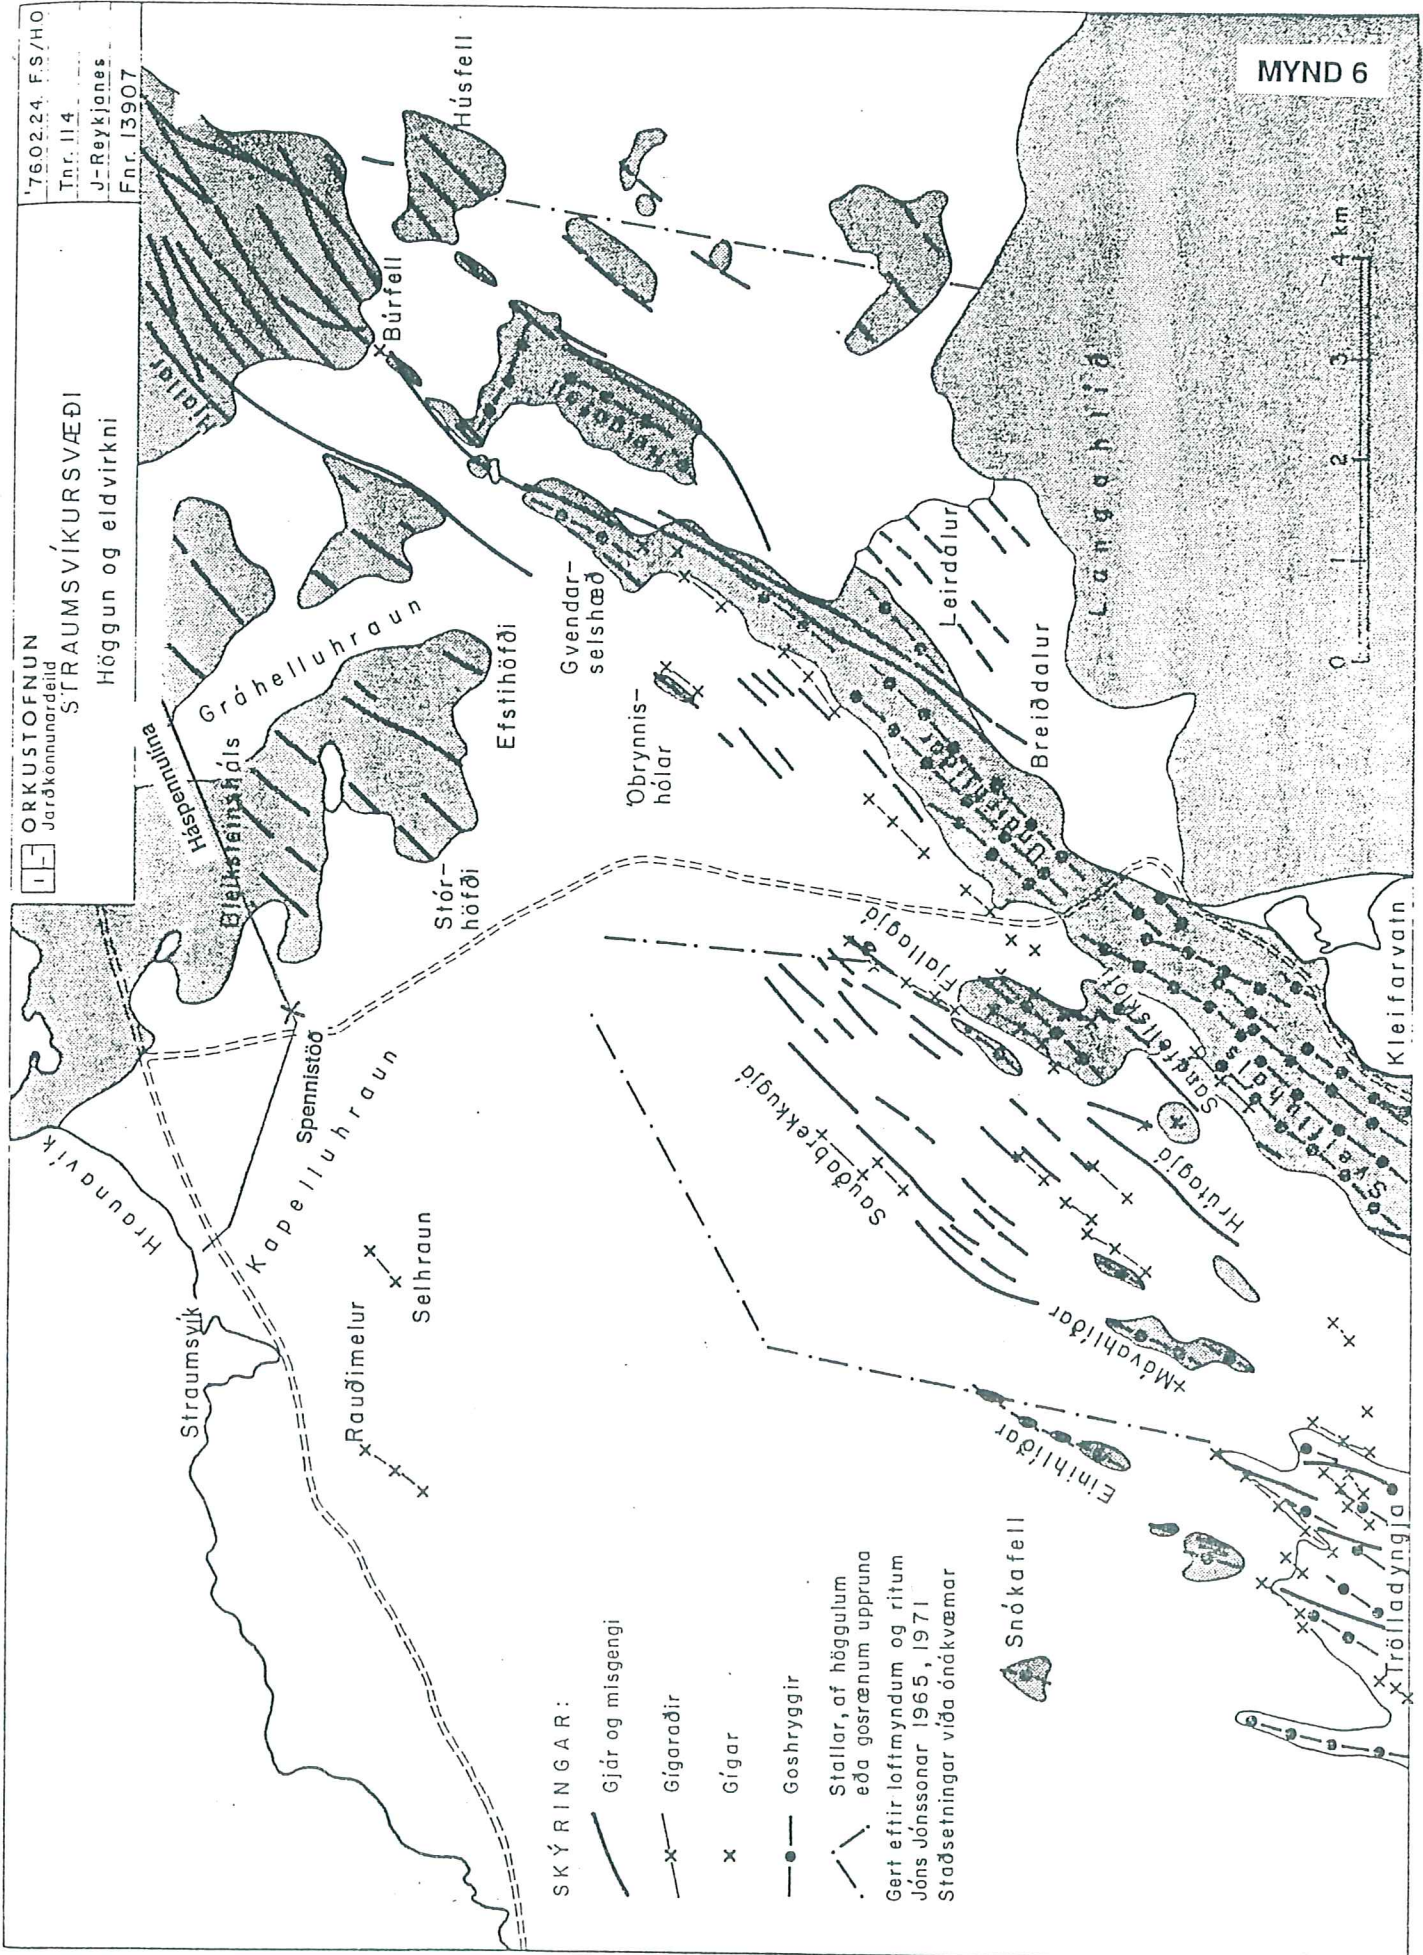 MYND 6
ORKUSTOFNUN
Jarðkönnunardeild
STRAUMSVÍKURSVÆÐI
Höggun og eldvirkni
'76.02.24. F.S/H.O
Tnr. 114
J-Reykjanes
Fnr. 13907
Hjallar
Búrfell
Húsfell
Háspennulína
Gráhelluhraun
Bleiksteinsháls
Stór-
höfði
Efstihöfði
Gvendar-
selshæð
Helgafell
Óbrynnis-
hólar
Undirhlíðar
Leirdalur
Breiðdalur
Langahlíð
0 1 2 3 4 km
Hraunavík
Spennistöð
Kapelluhraun
Straumsvík
Rauðimelur
Selhraun
Fjallagjá
Sauðabrekkugjá
Sandfellsklofi
Hrútagjá
Sveifluháls
Kleifarvatn
Mávahlíðar
Einihlíðar
Snókafell
Trölladyngja
SKÝRINGAR:
Gjár og misgengi
Gígaraðir
Gígar
Goshryggir
Stallar, af höggulum
eða gosrænum uppruna
Gert eftir loftmyndum og ritum
Jóns Jónssonar 1965, 1971
Staðsetningar víða ónákvæmar